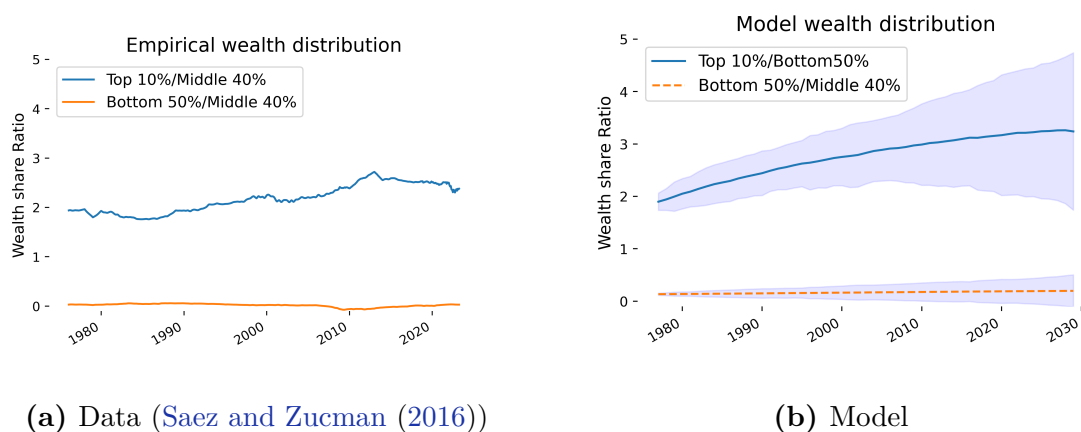 Empirical wealth distribution
Wealth share Ratio
5
4
3
2
1
0
Top 10%/Middle 40%
Bottom 50%/Middle 40%
1980
1990
2000
2010
2020
(a) Data (Saez and Zucman (2016))
Model wealth distribution
Wealth share Ratio
5
4
3
2
1
0
Top 10%/Bottom50%
Bottom 50%/Middle 40%
1980
1990
2000
2010
2020
2030
(b) Model